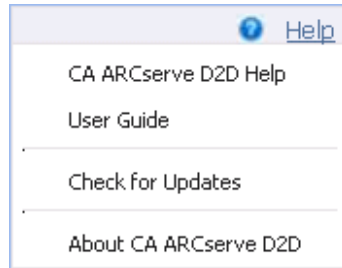 Help
CA ARCserve D2D Help
User Guide
Check for Updates
About CA ARCserve D2D